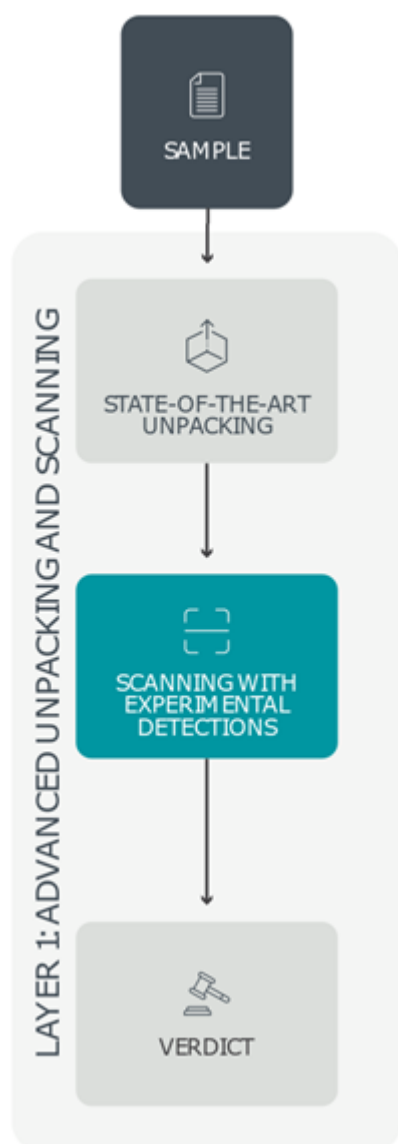 SAMPLE
LAYER 1: ADVANCED UNPACKING AND SCANNING
STATE-OF-THE-ART
UNPACKING
SCANNING WITH
EXPERIMENTAL
DETECTIONS
VERDICT